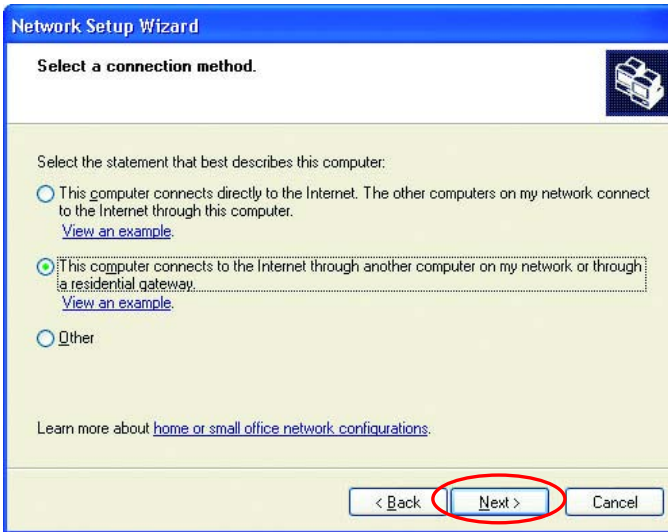 Network Setup Wizard
Select a connection method.
Select the statement that best describes this computer:
This computer connects directly to the Internet. The other computers on my network connect
to the Internet through this computer.
View an example.
This computer connects to the Internet through another computer on my network or through
a residential gateway.
View an example.
Other
Learn more about home or small office network configurations.
< Back
Next >
Cancel